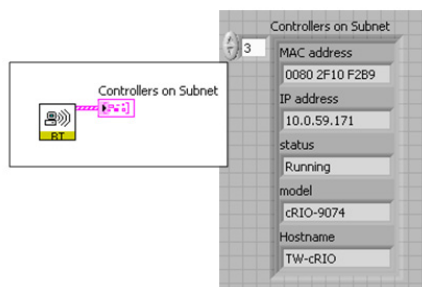 Controllers on Subnet
RT
Controllers on Subnet
3
MAC address
0080 2F10 F2B9
IP address
10.0.59.171
status
Running
model
cRIO-9074
Hostname
TW-cRIO